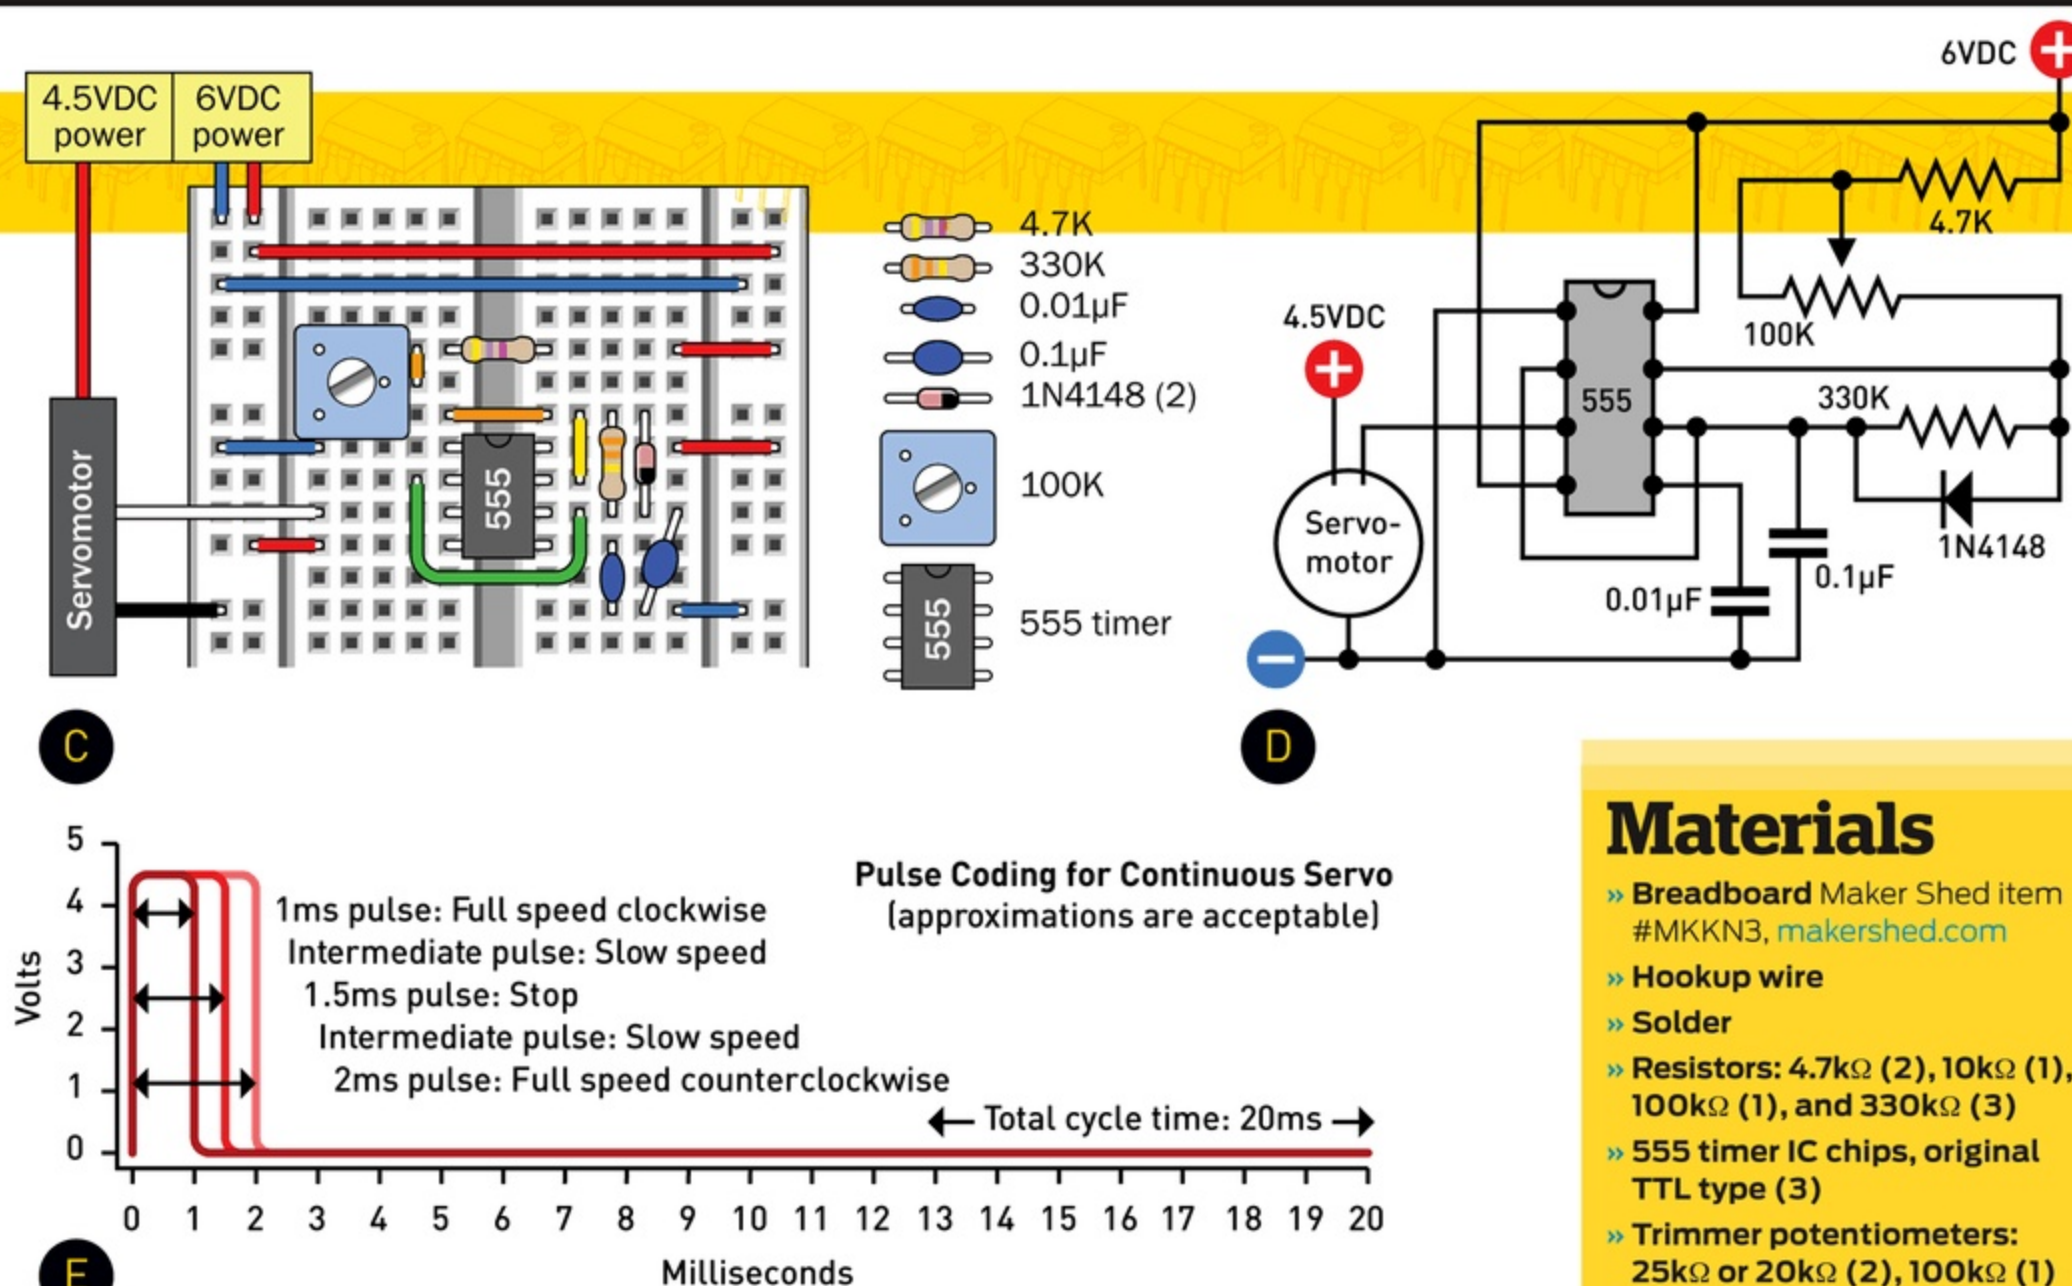 4.5VDC
power
6VDC
power
Servomotor
555
4.7K
330K
0.01µF
0.1µF
1N4148 (2)
100K
555
555 timer
C
6VDC
4.7K
100K
4.5VDC
555
330K
Servo-
motor
1N4148
0.1µF
0.01µF
D
Pulse Coding for Continuous Servo
(approximations are acceptable)
Volts
5
4
3
2
1
0
1ms pulse: Full speed clockwise
Intermediate pulse: Slow speed
1.5ms pulse: Stop
Intermediate pulse: Slow speed
2ms pulse: Full speed counterclockwise
Total cycle time: 20ms
0 1 2 3 4 5 6 7 8 9 10 11 12 13 14 15 16 17 18 19 20
Milliseconds
Materials
» Breadboard Maker Shed item
#MKKN3, makershed.com
» Hookup wire
» Solder
» Resistors: 4.7kΩ (2), 10kΩ (1),
100kΩ (1), and 330kΩ (3)
» 555 timer IC chips, original
TTL type (3)
» Trimmer potentiometers:
25kΩ or 20kΩ (2), 100kΩ (1)